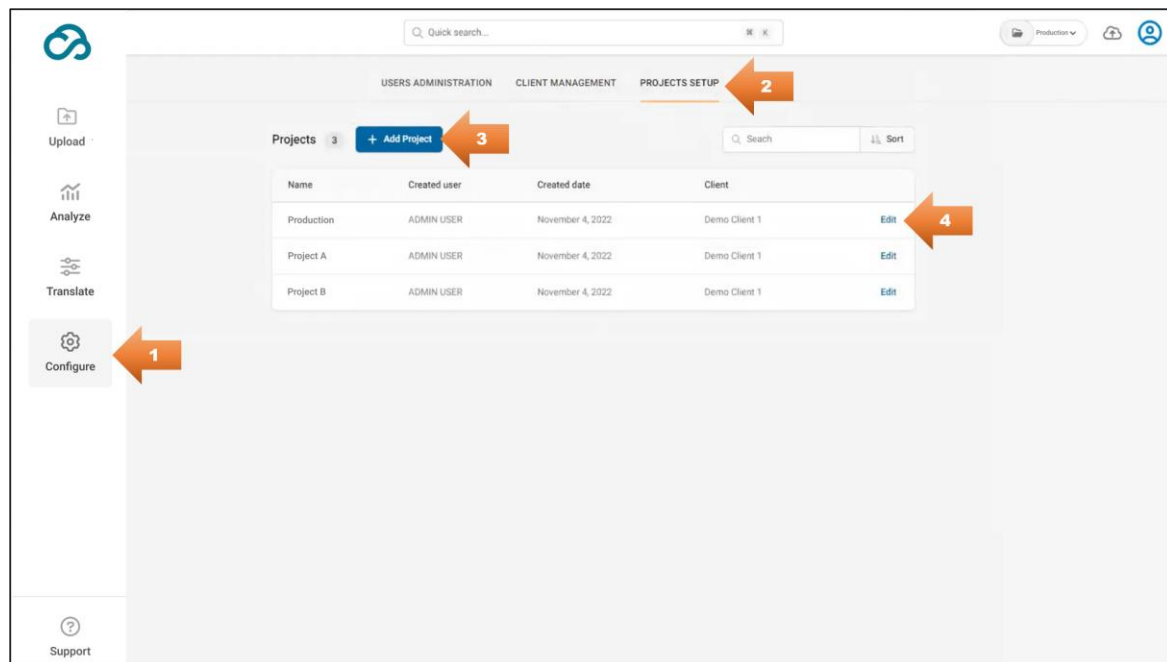 Quick search... ⌘ K
Production
USERS ADMINISTRATION CLIENT MANAGEMENT PROJECTS SETUP 2
Upload
Projects 3 + Add Project 3 Seach Sort
Name Created user Created date Client
Analyze
Production ADMIN USER November 4, 2022 Demo Client 1 Edit 4
Project A ADMIN USER November 4, 2022 Demo Client 1 Edit
Translate
Project B ADMIN USER November 4, 2022 Demo Client 1 Edit
Configure 1
Support